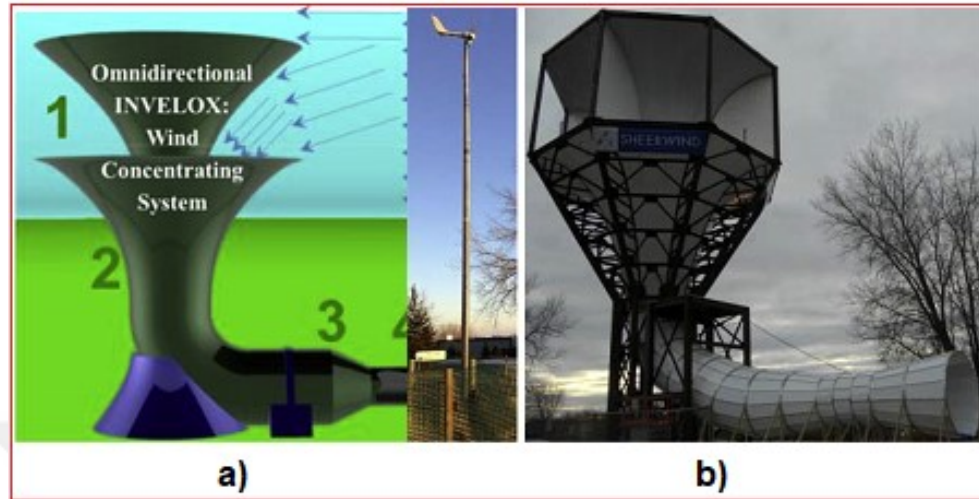 Omnidirectional
INVELOX:
Wind
Concentrating
System
1
2
3
4
SHEERWIND
a)
b)